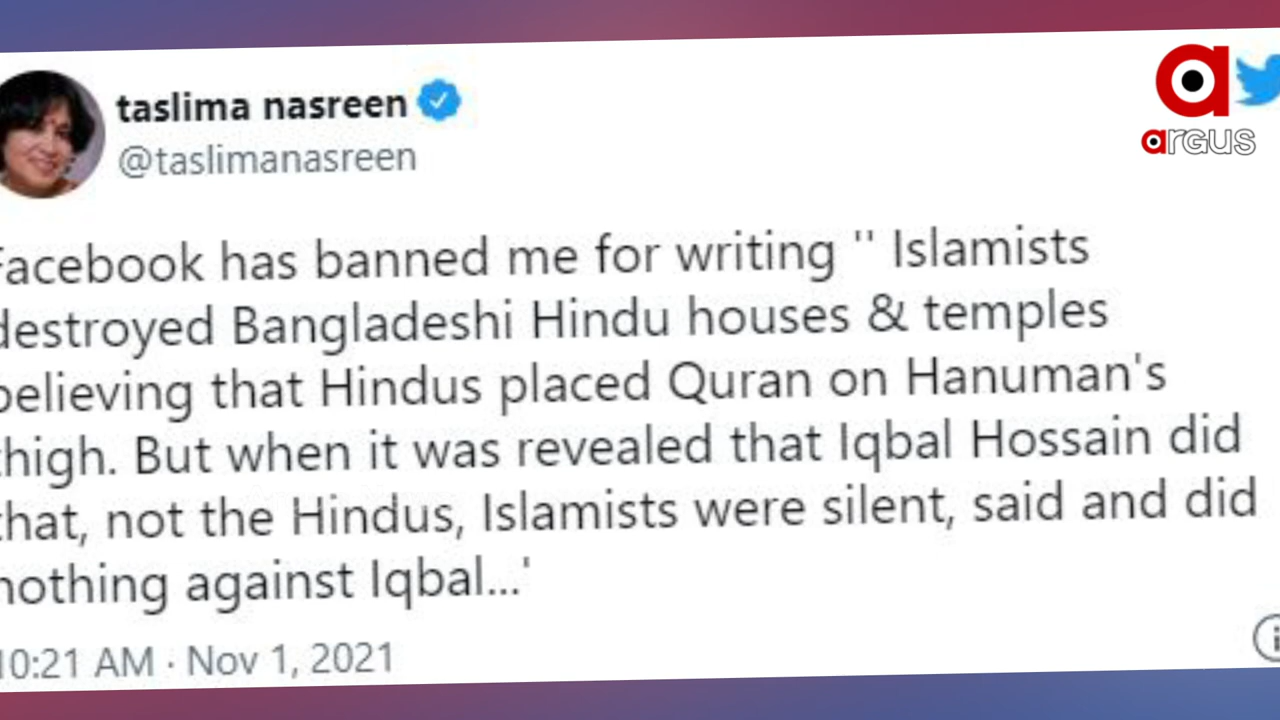 taslima nasreen
@taslimanasreen
argus
Facebook has banned me for writing " Islamists
destroyed Bangladeshi Hindu houses & temples
believing that Hindus placed Quran on Hanuman's
thigh. But when it was revealed that Iqbal Hossain did
that, not the Hindus, Islamists were silent, said and did
nothing against Iqbal...'
10:21 AM · Nov 1, 2021